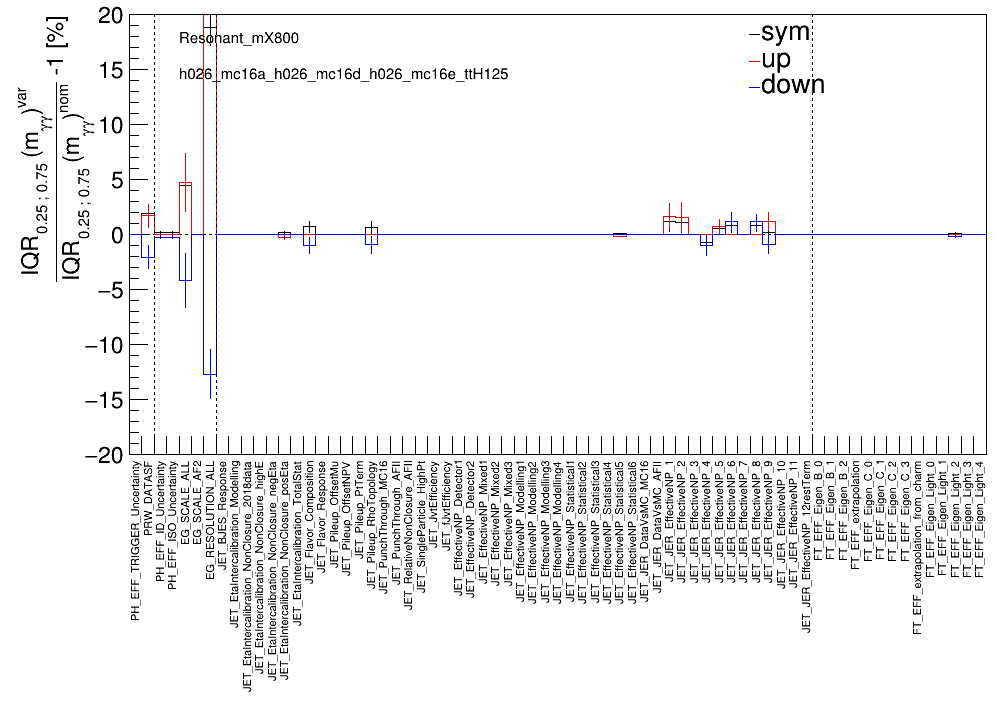 IQR0.25 ; 0.75 (mγγ)var
IQR0.25 ; 0.75 (mγγ)nom -1 [%]
20
15
10
5
0
−5
−10
−15
−20
Resonant_mX800
h026_mc16a_h026_mc16d_h026_mc16e_ttH125
sym
up
down
PH_EFF_TRIGGER_Uncertainty
PRW_DATASF
PH_EFF_ID_Uncertainty
PH_EFF_ISO_Uncertainty
EG_SCALE_ALL
EG_SCALE_AF2
EG_RESOLUTION_ALL
JET_BJES_Response
JET_EtaIntercalibration_Modelling
JET_EtaIntercalibration_NonClosure_2018data
JET_EtaIntercalibration_NonClosure_highE
JET_EtaIntercalibration_NonClosure_negEta
JET_EtaIntercalibration_NonClosure_posEta
JET_EtaIntercalibration_TotalStat
JET_Flavor_Composition
JET_Flavor_Response
JET_Pileup_OffsetMu
JET_Pileup_OffsetNPV
JET_Pileup_PtTerm
JET_Pileup_RhoTopology
JET_PunchThrough_MC16
JET_PunchThrough_AFII
JET_RelativeNonClosure_AFII
JET_SingleParticle_HighPt
JET_JvtEfficiency
JET_fJvtEfficiency
JET_EffectiveNP_Detector1
JET_EffectiveNP_Detector2
JET_EffectiveNP_Mixed1
JET_EffectiveNP_Mixed2
JET_EffectiveNP_Mixed3
JET_EffectiveNP_Modelling1
JET_EffectiveNP_Modelling2
JET_EffectiveNP_Modelling3
JET_EffectiveNP_Modelling4
JET_EffectiveNP_Statistical1
JET_EffectiveNP_Statistical2
JET_EffectiveNP_Statistical3
JET_EffectiveNP_Statistical4
JET_EffectiveNP_Statistical5
JET_EffectiveNP_Statistical6
JET_JER_DataVsMC_MC16
JET_JER_DataVsMC_AFII
JET_JER_EffectiveNP_1
JET_JER_EffectiveNP_2
JET_JER_EffectiveNP_3
JET_JER_EffectiveNP_4
JET_JER_EffectiveNP_5
JET_JER_EffectiveNP_6
JET_JER_EffectiveNP_7
JET_JER_EffectiveNP_8
JET_JER_EffectiveNP_9
JET_JER_EffectiveNP_10
JET_JER_EffectiveNP_11
JET_JER_EffectiveNP_12restTerm
FT_EFF_Eigen_B_0
FT_EFF_Eigen_B_1
FT_EFF_Eigen_B_2
FT_EFF_extrapolation
FT_EFF_Eigen_C_0
FT_EFF_Eigen_C_1
FT_EFF_Eigen_C_2
FT_EFF_Eigen_C_3
FT_EFF_extrapolation_from_charm
FT_EFF_Eigen_Light_0
FT_EFF_Eigen_Light_1
FT_EFF_Eigen_Light_2
FT_EFF_Eigen_Light_3
FT_EFF_Eigen_Light_4